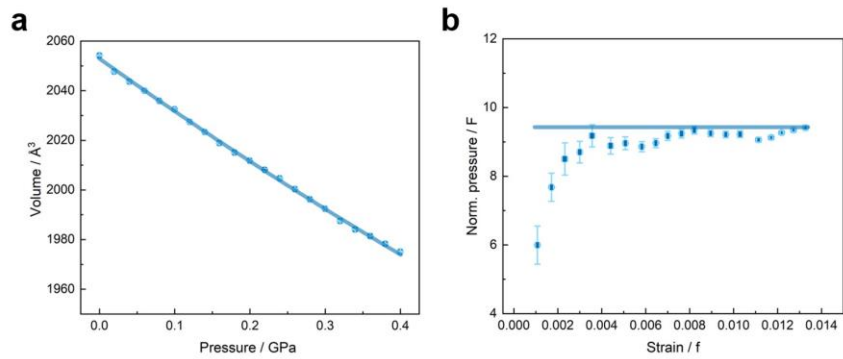 a
2060
2040
2020
2000
1980
1960
Volume / Å³
0.0 0.1 0.2 0.3 0.4
Pressure / GPa
b
12
10
8
6
4
Norm. pressure / F
0.000 0.002 0.004 0.006 0.008 0.010 0.012 0.014
Strain / f